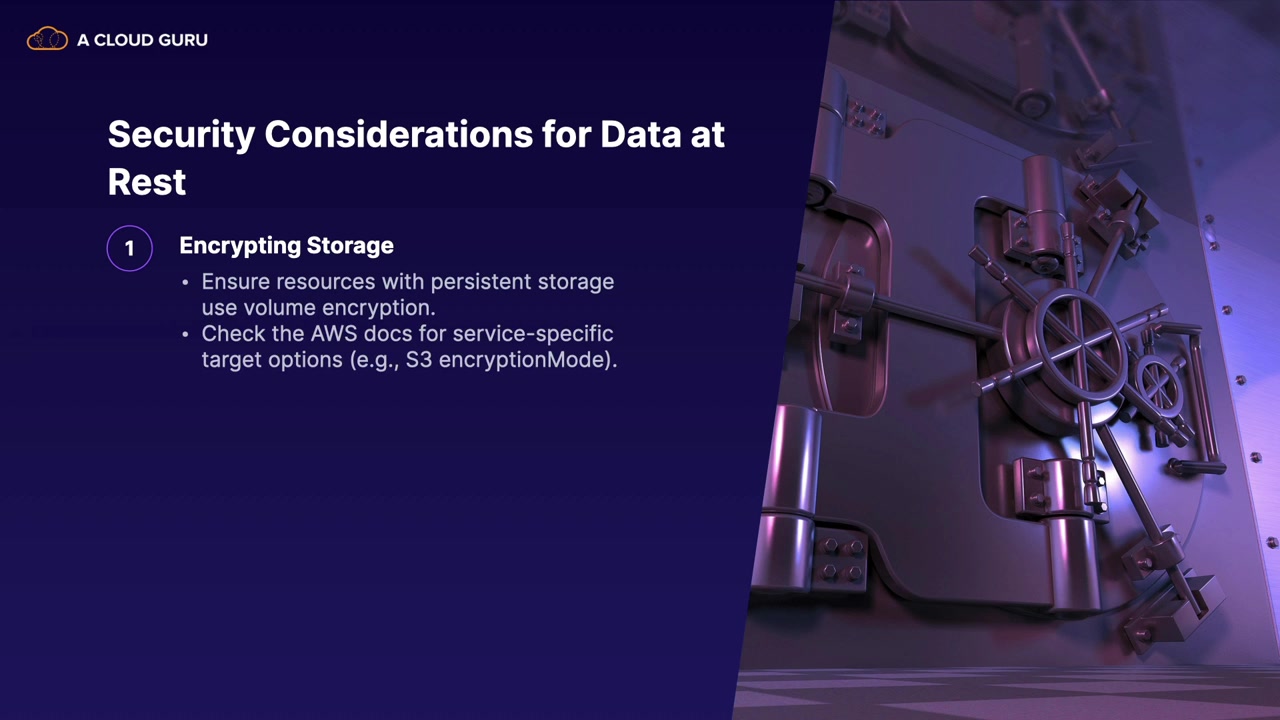 A CLOUD GURU
Security Considerations for Data at
Rest
1
Encrypting Storage
• Ensure resources with persistent storage
use volume encryption.
• Check the AWS docs for service-specific
target options (e.g., S3 encryptionMode).